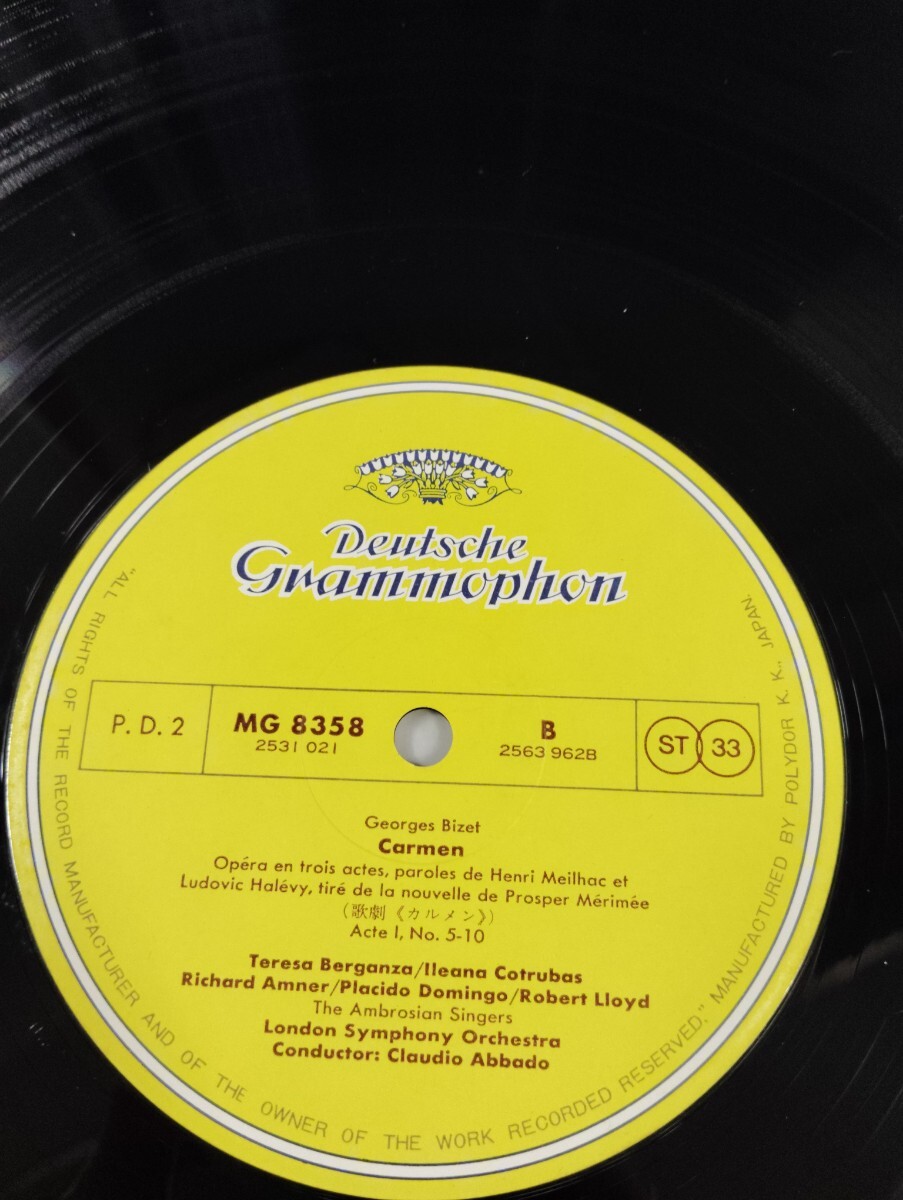 Deutsche
Grammophon
P. D. 2
MG 8358
2531 021
B
2563 962B
ST 33
Georges Bizet
Carmen
Opéra en trois actes, paroles de Henri Meilhac et
Ludovic Halévy, tiré de la nouvelle de Prosper Mérimée
(歌劇《カルメン》)
Acte I, No. 5-10
Teresa Berganza/Ileana Cotrubas
Richard Amner/Placido Domingo/Robert Lloyd
The Ambrosian Singers
London Symphony Orchestra
Conductor: Claudio Abbado
"ALL RIGHTS OF THE RECORD MANUFACTURER AND OF THE OWNER OF THE WORK RECORDED RESERVED." MANUFACTURED BY POLYDOR K. K., JAPAN.